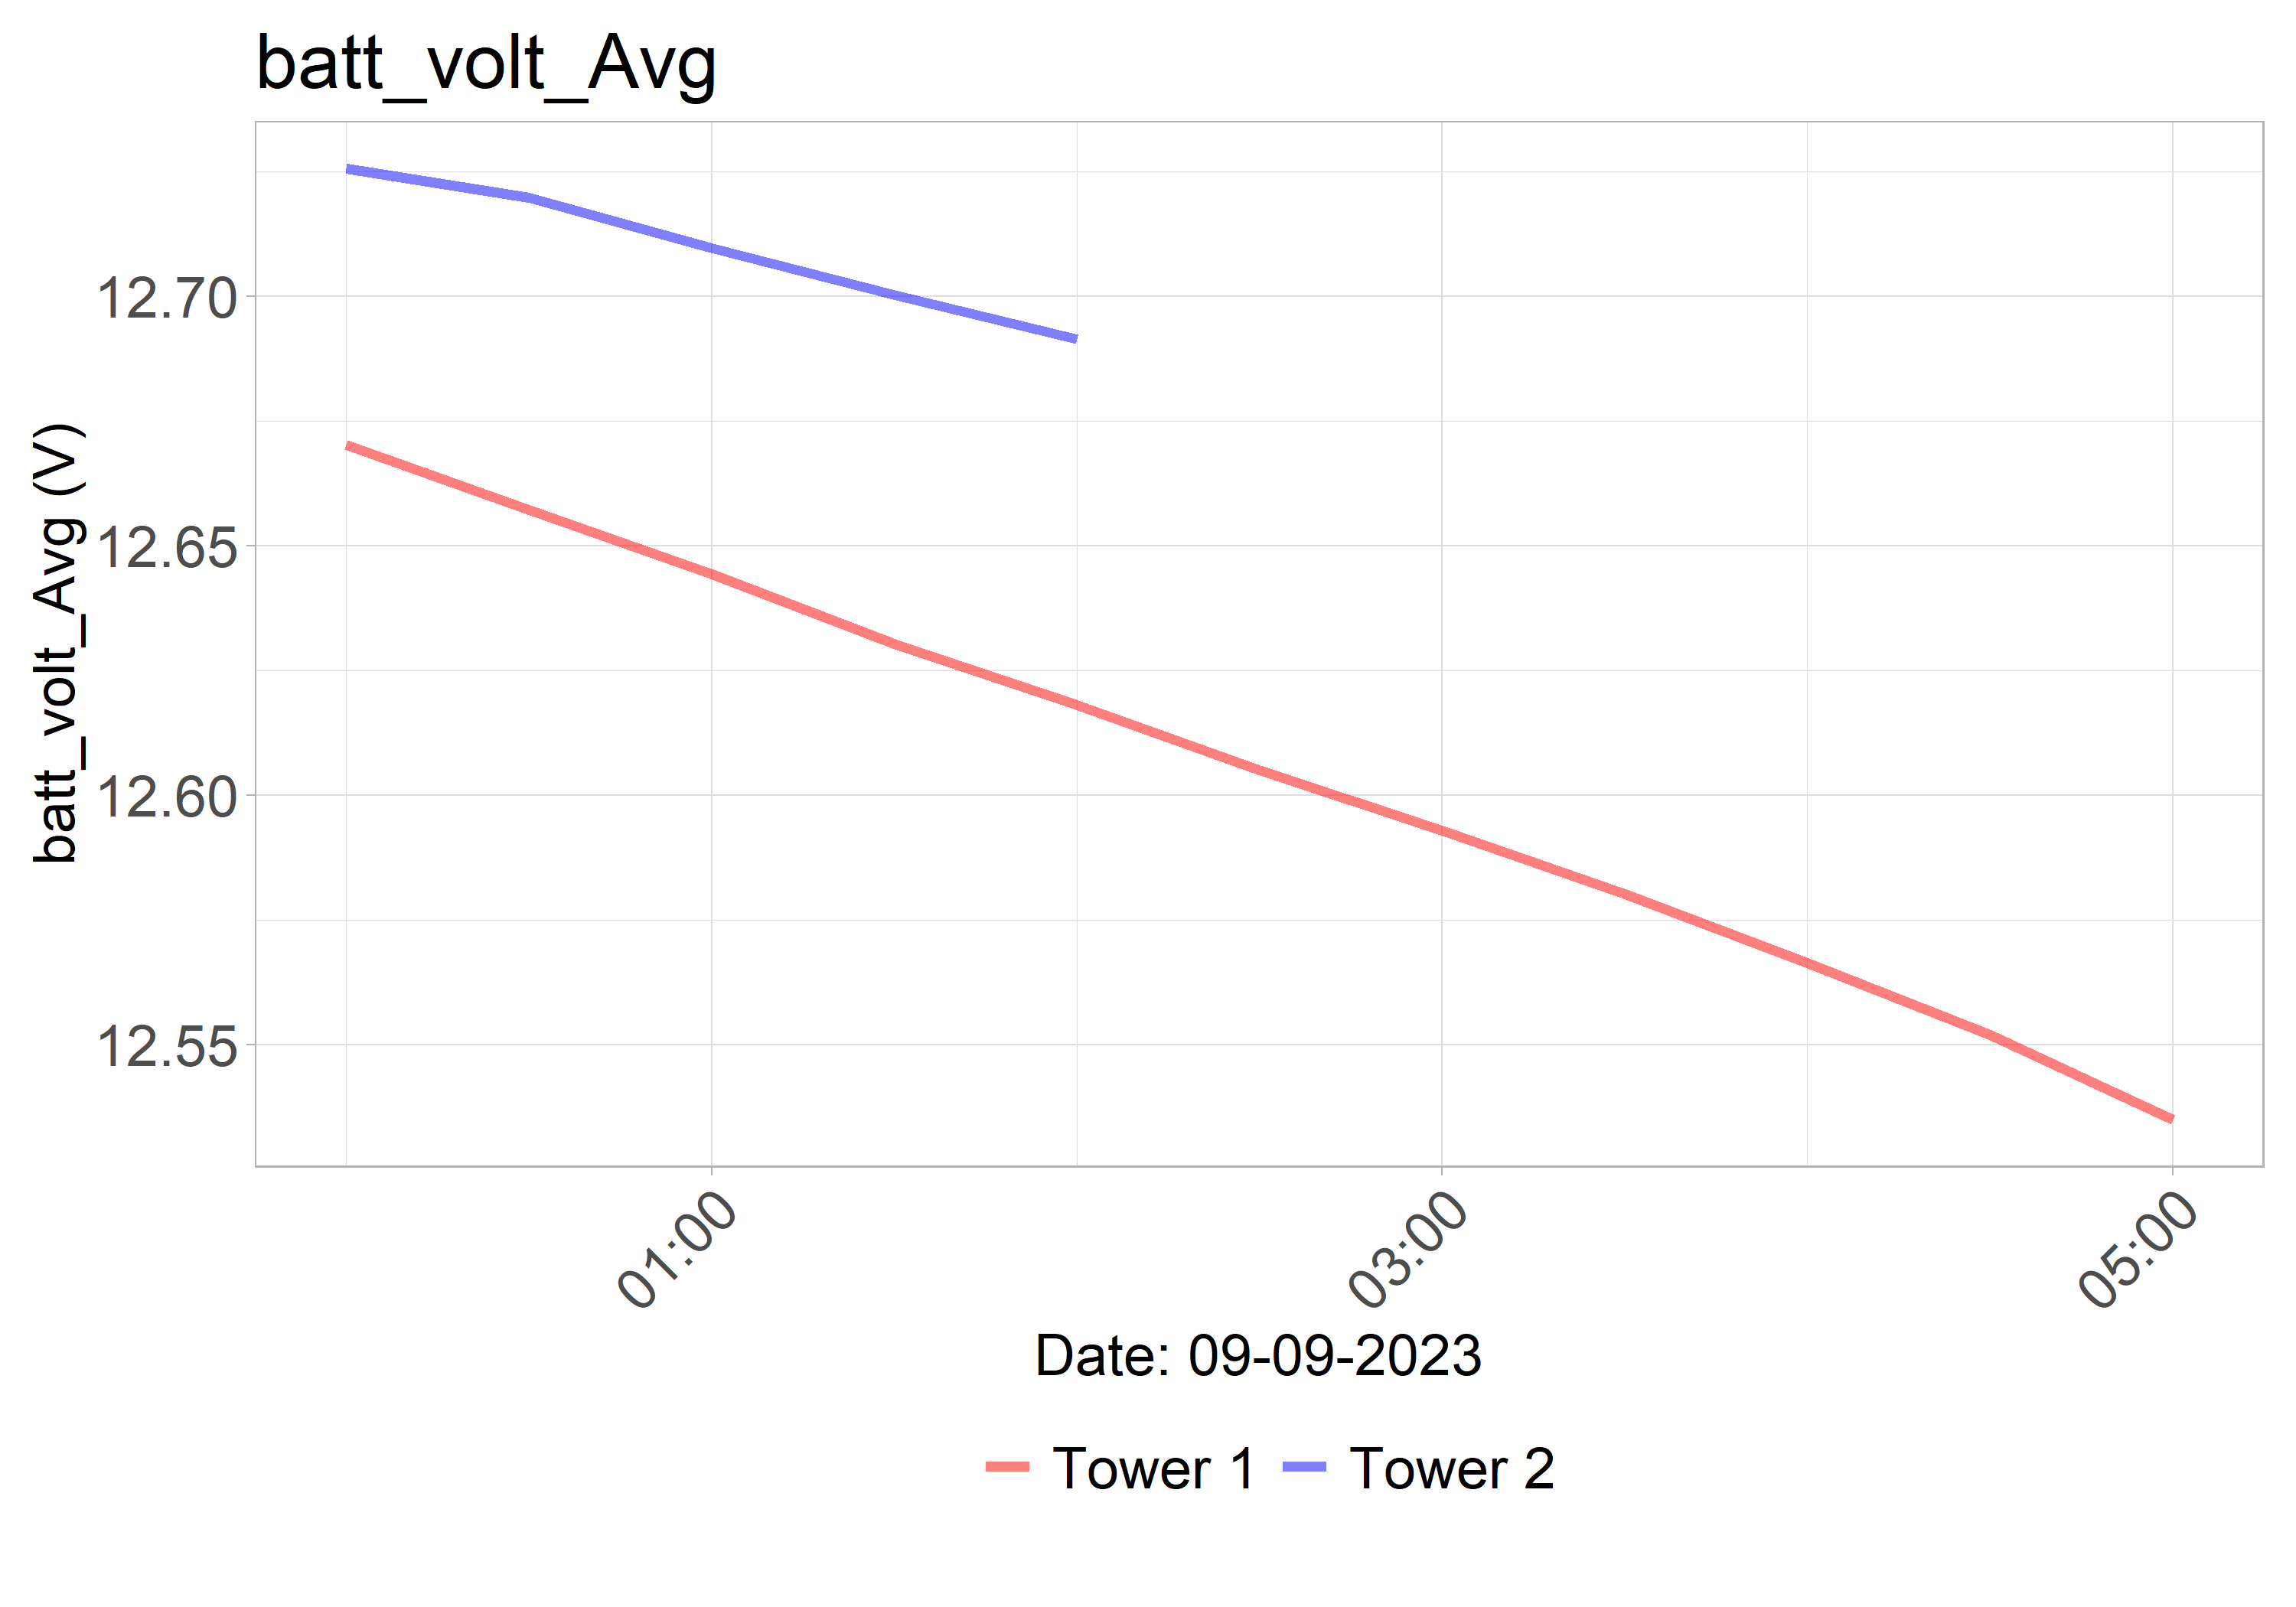 batt_volt_Avg
batt_volt_Avg (V)
12.70
12.65
12.60
12.55
01:00
03:00
05:00
Date: 09-09-2023
Tower 1
Tower 2